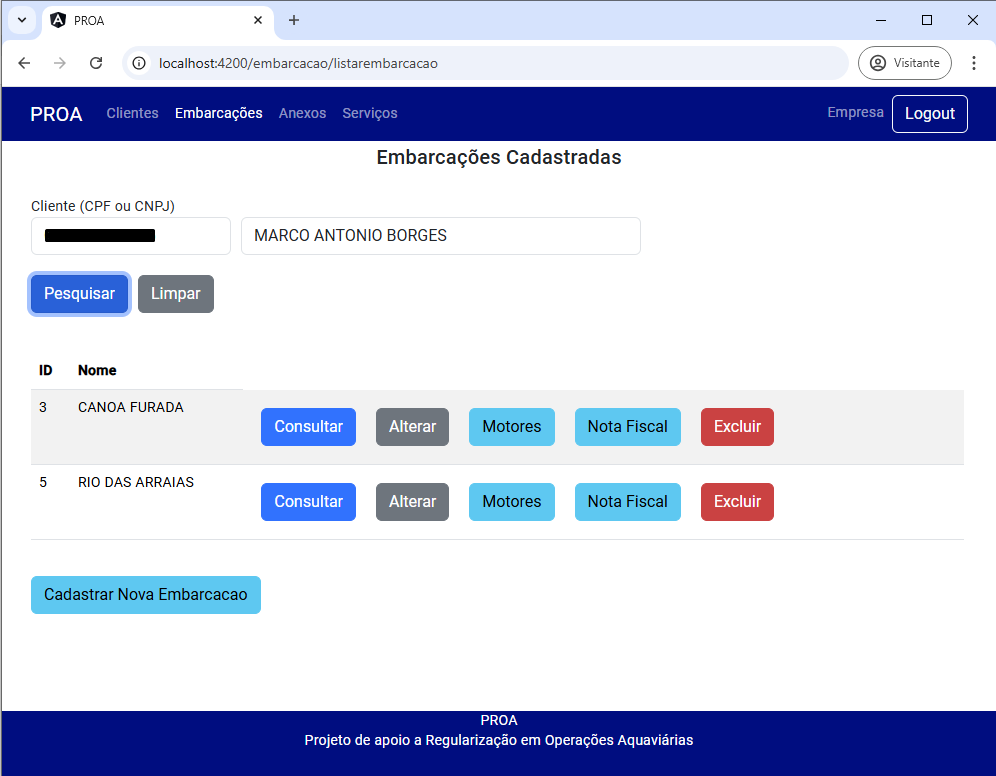 PROA
localhost:4200/embarcacao/listarembarcacao
Visitante
PROA Clientes Embarcações Anexos Serviços Empresa Logout
Embarcações Cadastradas
Cliente (CPF ou CNPJ)
MARCO ANTONIO BORGES
Pesquisar Limpar
ID Nome
3 CANOA FURADA Consultar Alterar Motores Nota Fiscal Excluir
5 RIO DAS ARRAIAS Consultar Alterar Motores Nota Fiscal Excluir
Cadastrar Nova Embarcacao
PROA
Projeto de apoio a Regularização em Operações Aquaviárias